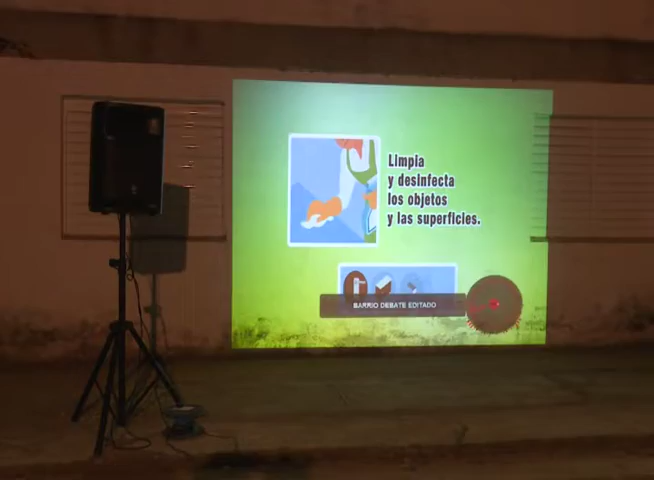 Limpia
y desinfecta
los objetos
y las superficies.
BARRIO DEBATE EDITADO